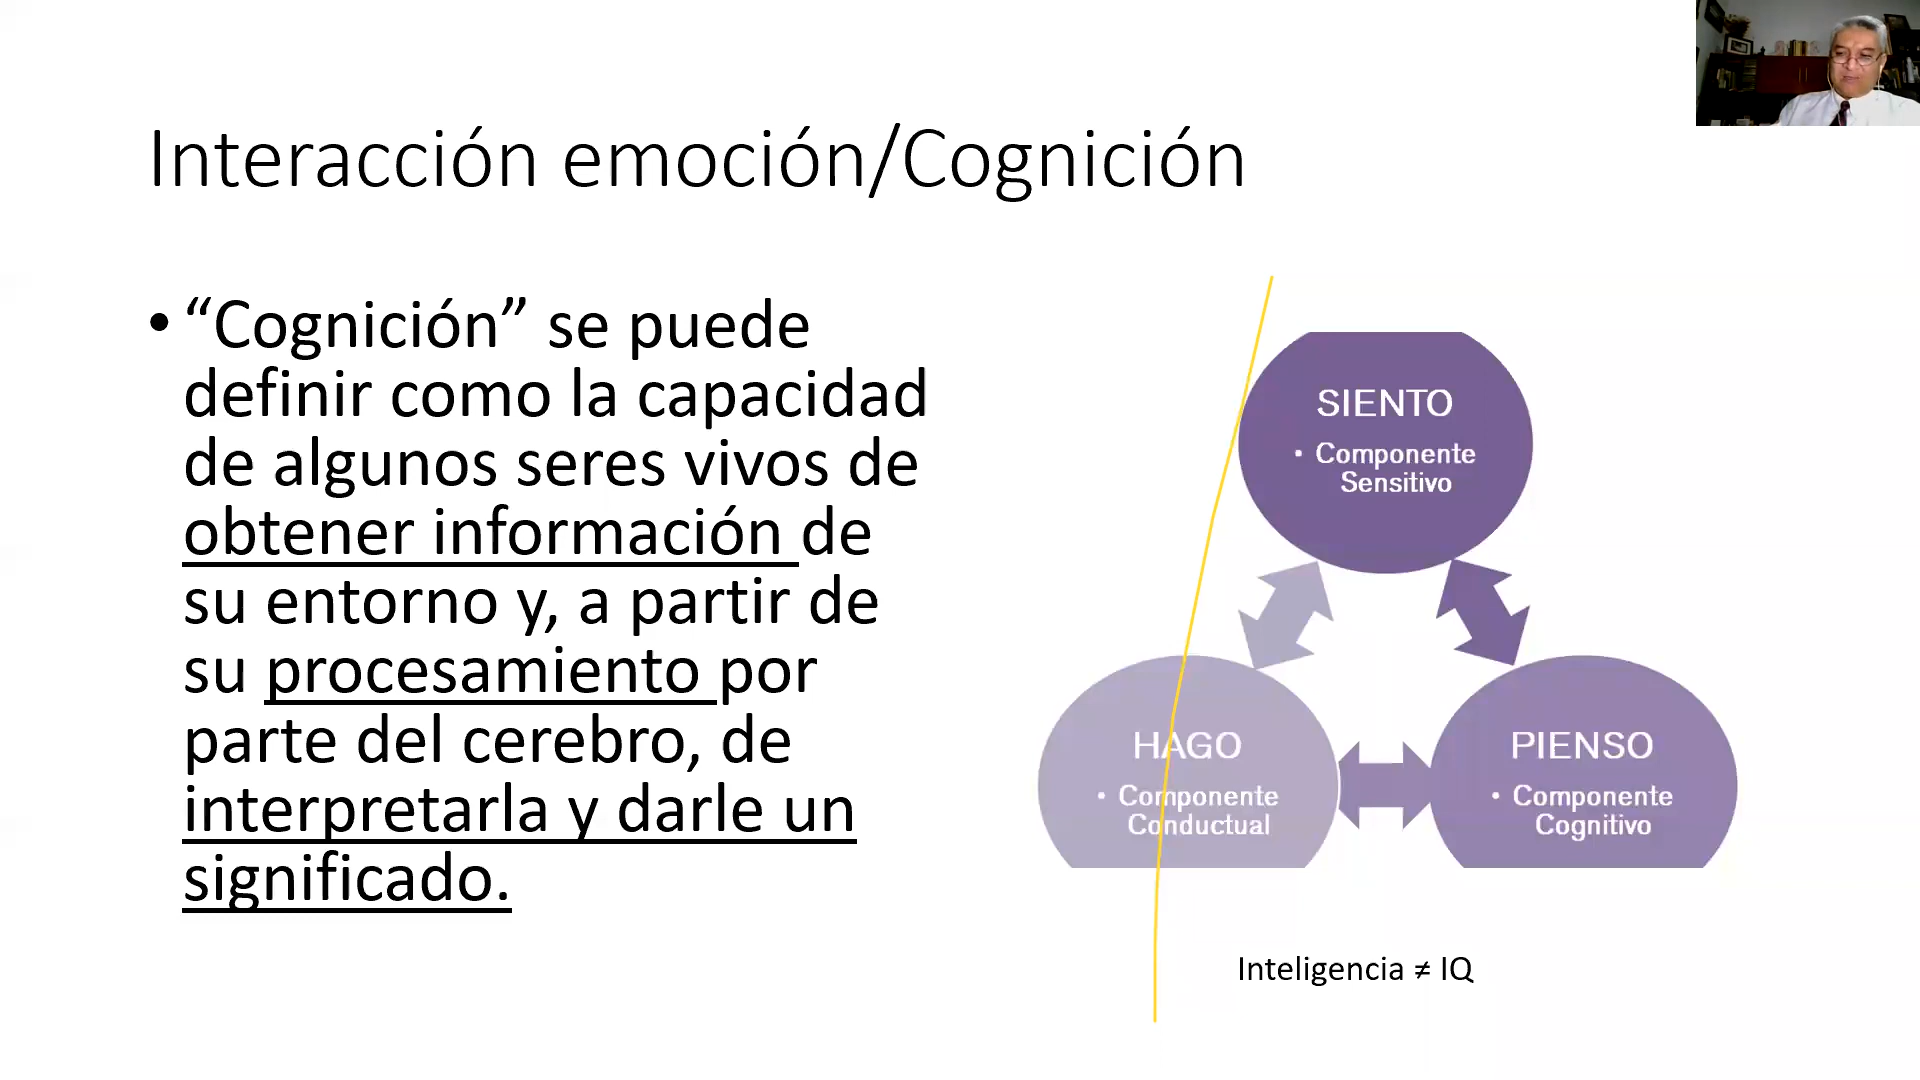 Interacción emoción/Cognición
• “Cognición” se puede
definir como la capacidad
de algunos seres vivos de
obtener información de
su entorno y, a partir de
su procesamiento por
parte del cerebro, de
interpretarla y darle un
significado.
SIENTO
• Componente
Sensitivo
HAGO
• Componente
Conductual
PIENSO
• Componente
Cognitivo
Inteligencia ≠ IQ